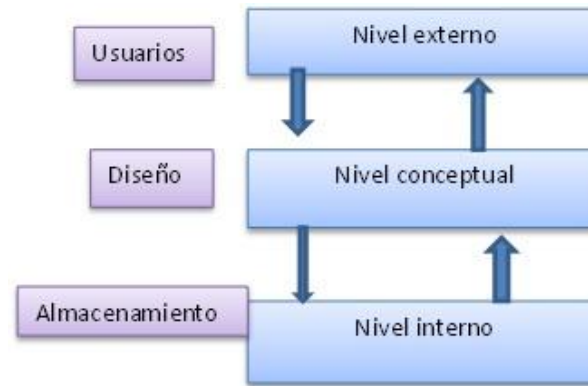 Usuarios
Nivel externo
Diseño
Nivel conceptual
Almacenamiento
Nivel interno